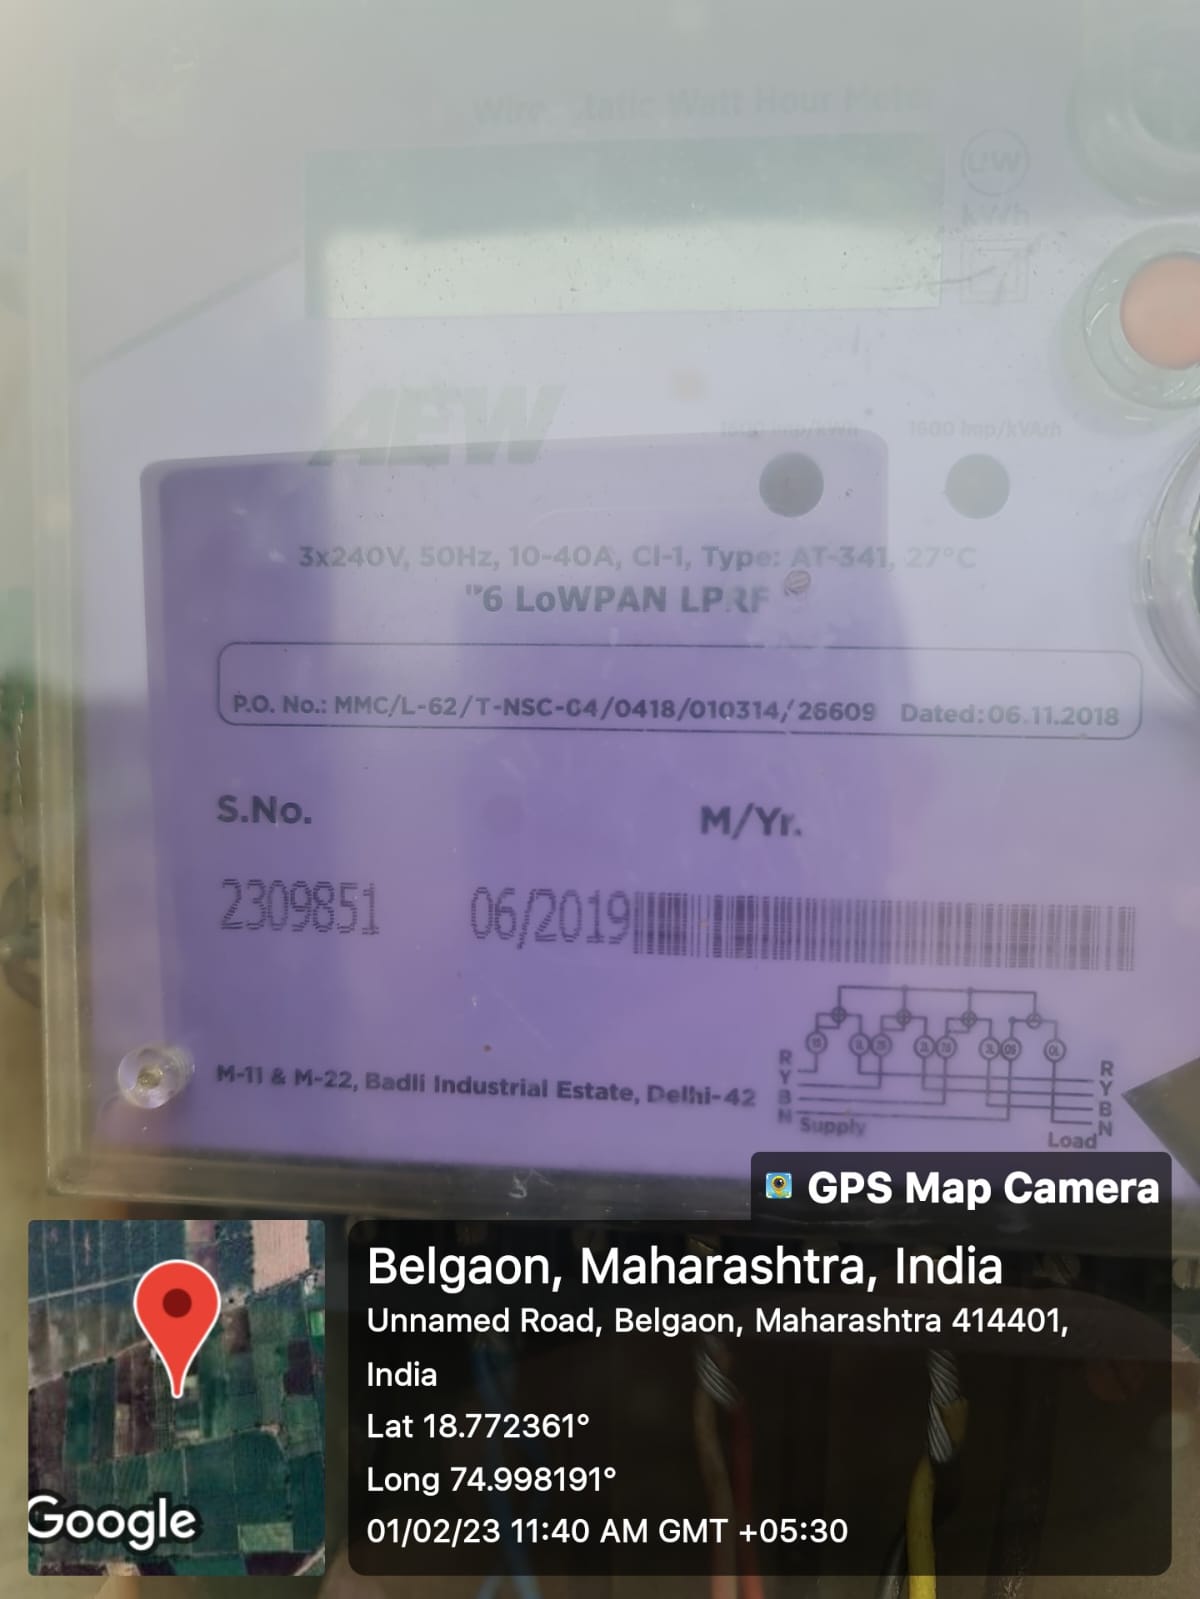 Static Watt Hour Meter
UW
kWh
AEW
1600 imp/kWh 1600 imp/kVArh
3x240V, 50Hz, 10-40A, Cl-1, Type: AT-341, 27°C
"6 LoWPAN LPRF"
P.O. No.: MMC/L-62/T-NSC-04/0418/010314/26609 Dated:06.11.2018
S.No. M/Yr.
2309851 06/2019
M-11 & M-22, Badli Industrial Estate, Delhi-42
R
Y
B
N
Supply
R
Y
B
N
Load
GPS Map Camera
Belgaon, Maharashtra, India
Unnamed Road, Belgaon, Maharashtra 414401,
India
Lat 18.772361°
Long 74.998191°
01/02/23 11:40 AM GMT +05:30
Google